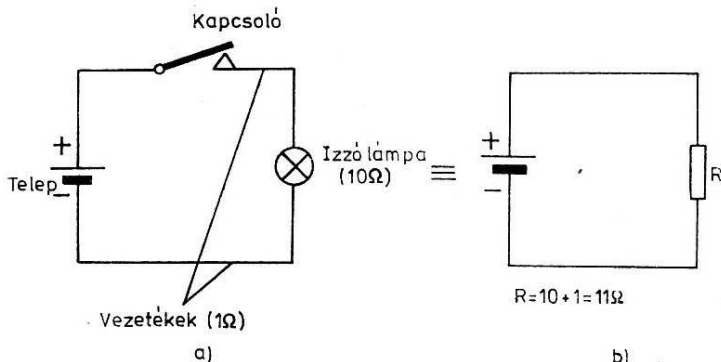 Kapcsoló
+
Telep
−
Izzó lámpa
(10Ω)
Vezetékek (1Ω)
a)
≡
+
−
R
R=10+1=11Ω
b)